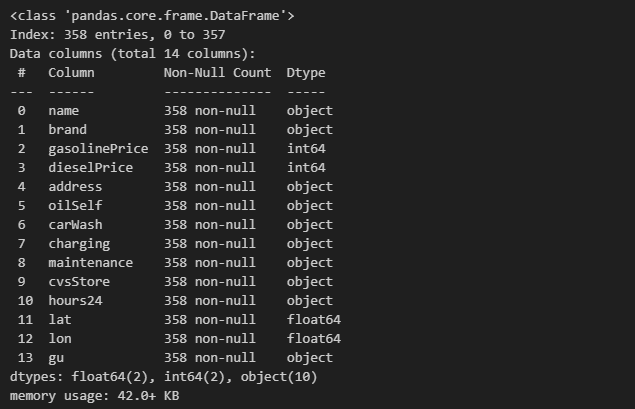 <class 'pandas.core.frame.DataFrame'>
Index: 358 entries, 0 to 357
Data columns (total 14 columns):
 #   Column         Non-Null Count  Dtype
---  ------         --------------  -----
 0   name           358 non-null    object
 1   brand          358 non-null    object
 2   gasolinePrice  358 non-null    int64
 3   dieselPrice    358 non-null    int64
 4   address        358 non-null    object
 5   oilSelf        358 non-null    object
 6   carWash        358 non-null    object
 7   charging       358 non-null    object
 8   maintenance    358 non-null    object
 9   cvsStore       358 non-null    object
 10  hours24        358 non-null    object
 11  lat            358 non-null    float64
 12  lon            358 non-null    float64
 13  gu             358 non-null    object
dtypes: float64(2), int64(2), object(10)
memory usage: 42.0+ KB